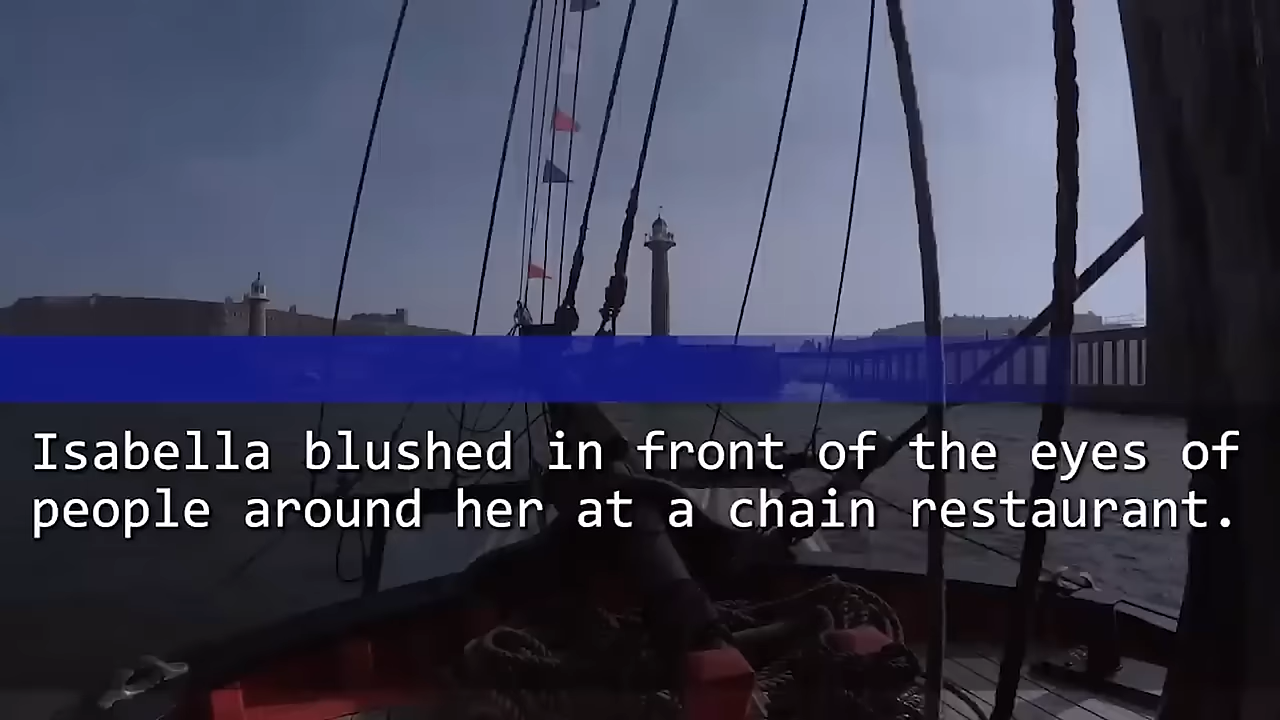 Isabella blushed in front of the eyes of
people around her at a chain restaurant.